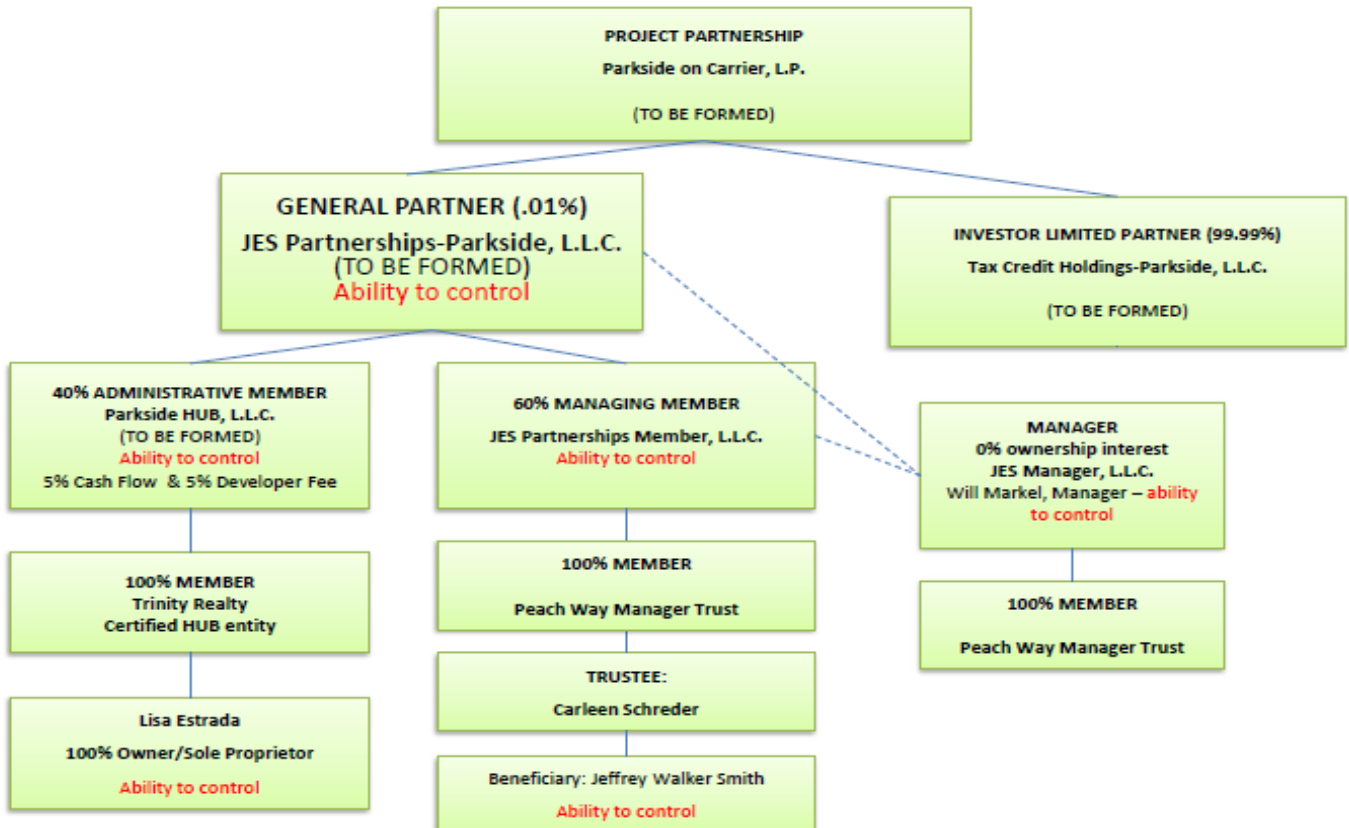 PROJECT PARTNERSHIP
Parkside on Carrier, L.P.
(TO BE FORMED)
GENERAL PARTNER (.01%)
JES Partnerships-Parkside, L.L.C.
(TO BE FORMED)
Ability to control
INVESTOR LIMITED PARTNER (99.99%)
Tax Credit Holdings-Parkside, L.L.C.
(TO BE FORMED)
40% ADMINISTRATIVE MEMBER
Parkside HUB, L.L.C.
(TO BE FORMED)
Ability to control
5% Cash Flow & 5% Developer Fee
60% MANAGING MEMBER
JES Partnerships Member, L.L.C.
Ability to control
MANAGER
0% ownership interest
JES Manager, L.L.C.
Will Markel, Manager – ability
to control
100% MEMBER
Trinity Realty
Certified HUB entity
100% MEMBER
Peach Way Manager Trust
100% MEMBER
Peach Way Manager Trust
TRUSTEE:
Carleen Schreder
Lisa Estrada
100% Owner/Sole Proprietor
Ability to control
Beneficiary: Jeffrey Walker Smith
Ability to control